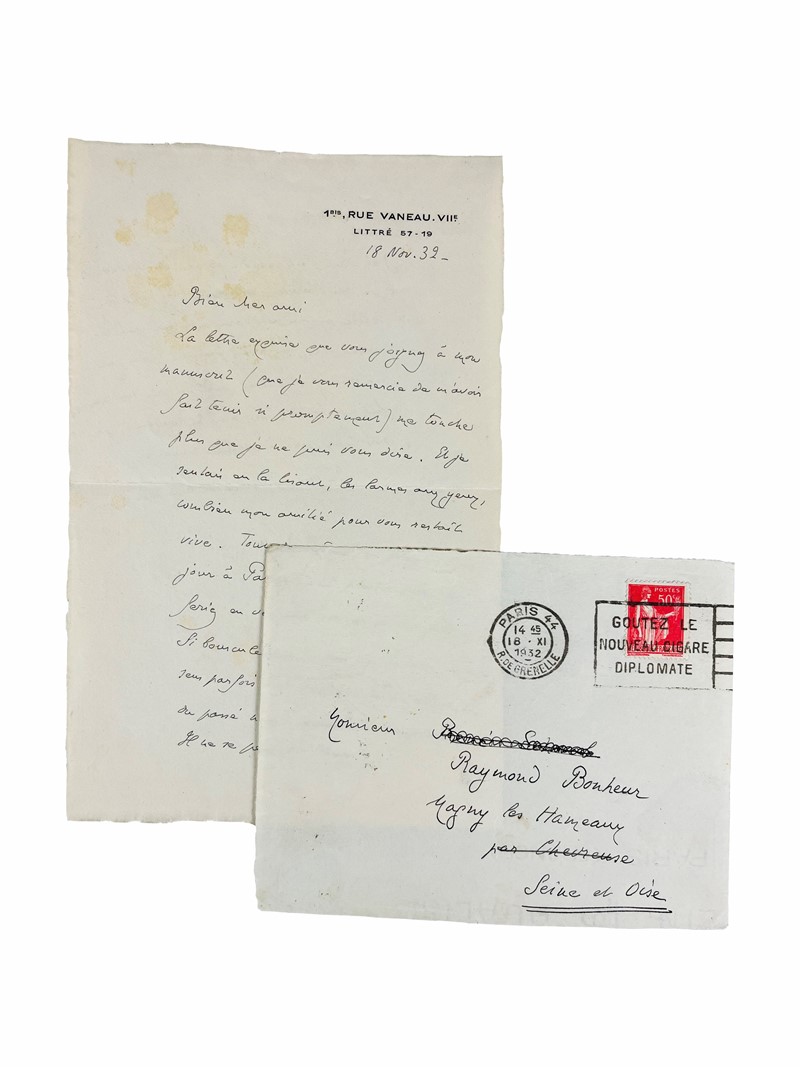 1BIS, RUE VANEAU. VIIE
LITTRÉ 57-19
18 Nov. 32_
Bien cher ami
La lettre exquise que vous joignez à mon
manuscrit (que je vous remercie de m'avoir
fait tenir si promptement) me touche
plus que je ne puis vous dire. Et je
sentais en la lisant, les larmes aux yeux,
combien mon amitié pour vous restait
vive.
jour à
Si bouscule
parfois
du passé
Il ne se
POSTES
50c
PARIS 44
14 45
18 · XI
1932
R. DE GRENELLE
GOUTEZ LE
NOUVEAU CIGARE
DIPLOMATE
Monsieur
Raymond Bonheur
Magny les Hameaux
par Chevreuse
Seine et Oise